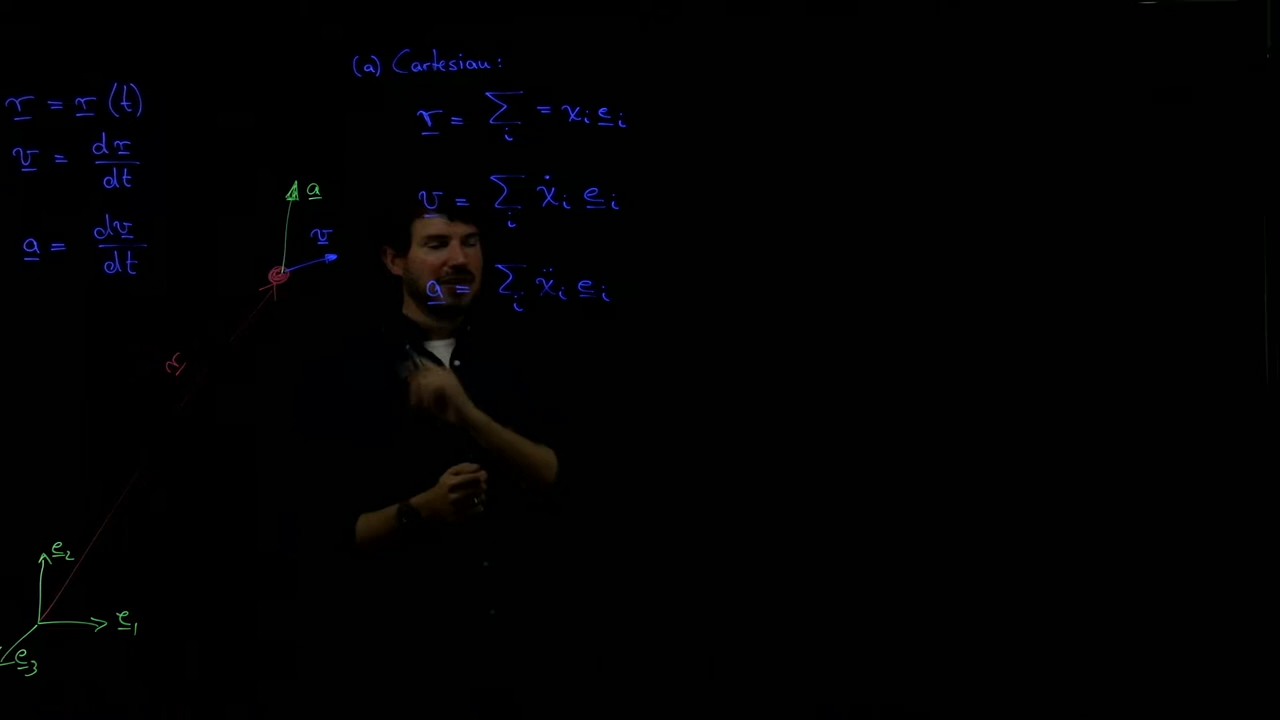 r = r (t)
v = dr/dt
a = dv/dt
a
v
r
e₂
e₁
e₃
(a) Cartesian:
r = ∑ᵢ = xᵢ eᵢ
v = ∑ᵢ ẋᵢ eᵢ
a = ∑ᵢ ẍᵢ eᵢ